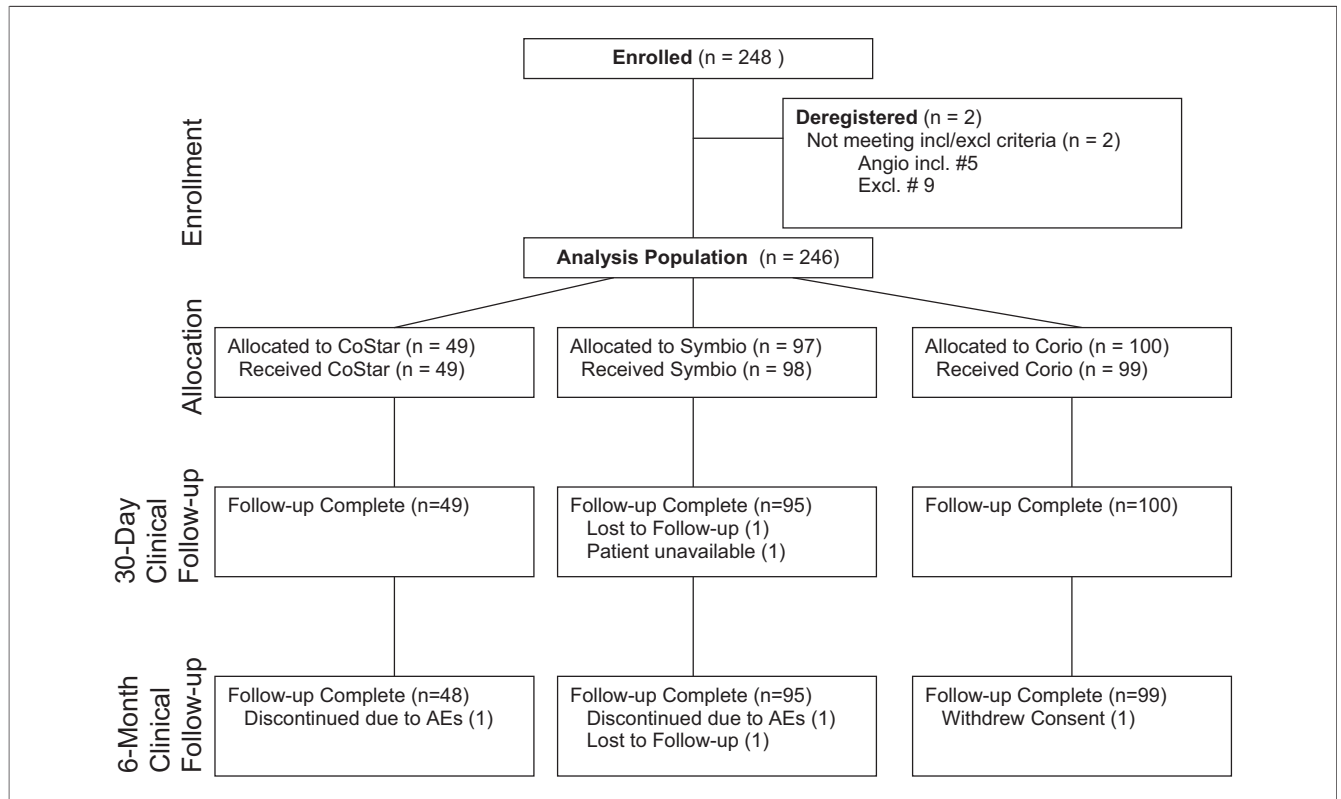 Enrolled (n = 248 )
Deregistered (n = 2)
Not meeting incl/excl criteria (n = 2)
Angio incl. #5
Excl. # 9
Enrollment
Analysis Population (n = 246)
Allocation
Allocated to CoStar (n = 49)
Received CoStar (n = 49)
Allocated to Symbio (n = 97)
Received Symbio (n = 98)
Allocated to Corio (n = 100)
Received Corio (n = 99)
30-Day
Clinical
Follow-up
Follow-up Complete (n=49)
Follow-up Complete (n=95)
Lost to Follow-up (1)
Patient unavailable (1)
Follow-up Complete (n=100)
6-Month
Clinical
Follow-up
Follow-up Complete (n=48)
Discontinued due to AEs (1)
Follow-up Complete (n=95)
Discontinued due to AEs (1)
Lost to Follow-up (1)
Follow-up Complete (n=99)
Withdrew Consent (1)